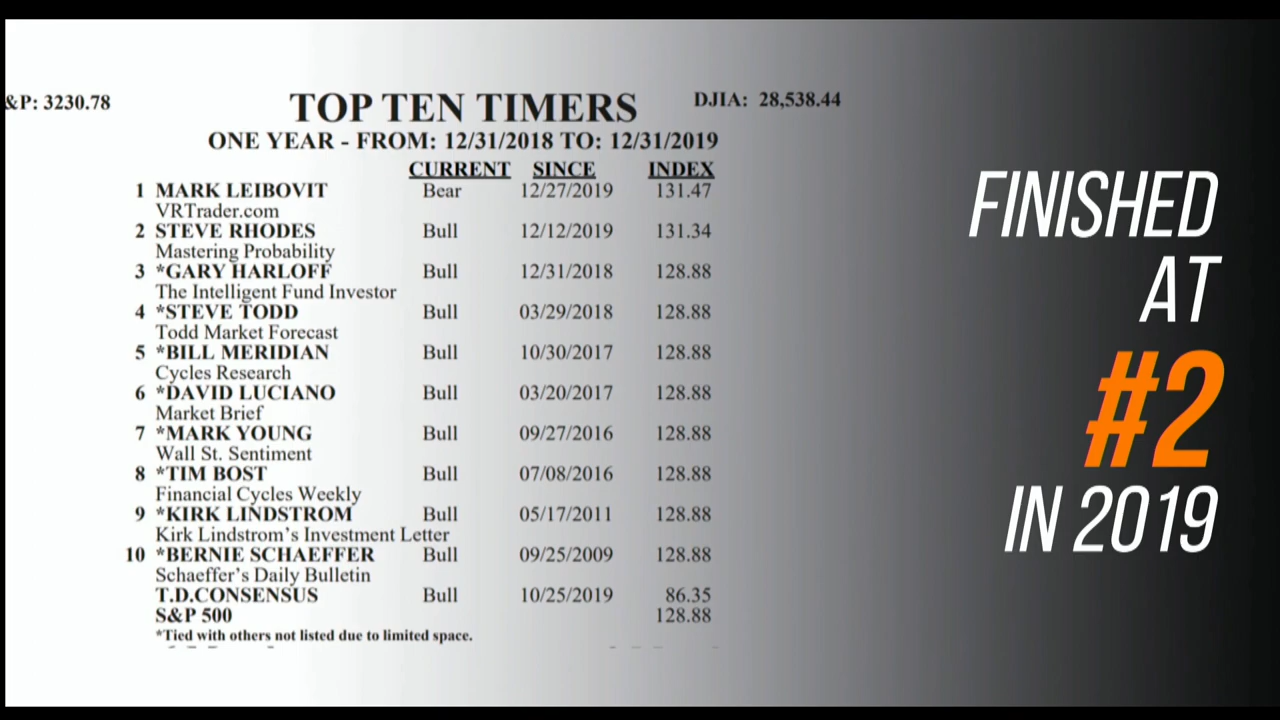 &P: 3230.78
TOP TEN TIMERS
DJIA: 28,538.44
ONE YEAR - FROM: 12/31/2018 TO: 12/31/2019
CURRENT SINCE INDEX
1 MARK LEIBOVIT Bear 12/27/2019 131.47
VRTrader.com
2 STEVE RHODES Bull 12/12/2019 131.34
Mastering Probability
3 *GARY HARLOFF Bull 12/31/2018 128.88
The Intelligent Fund Investor
4 *STEVE TODD Bull 03/29/2018 128.88
Todd Market Forecast
5 *BILL MERIDIAN Bull 10/30/2017 128.88
Cycles Research
6 *DAVID LUCIANO Bull 03/20/2017 128.88
Market Brief
7 *MARK YOUNG Bull 09/27/2016 128.88
Wall St. Sentiment
8 *TIM BOST Bull 07/08/2016 128.88
Financial Cycles Weekly
9 *KIRK LINDSTROM Bull 05/17/2011 128.88
Kirk Lindstrom's Investment Letter
10 *BERNIE SCHAEFFER Bull 09/25/2009 128.88
Schaeffer's Daily Bulletin
T.D.CONSENSUS Bull 10/25/2019 86.35
S&P 500 128.88
*Tied with others not listed due to limited space.
FINISHED
AT
#2
IN 2019